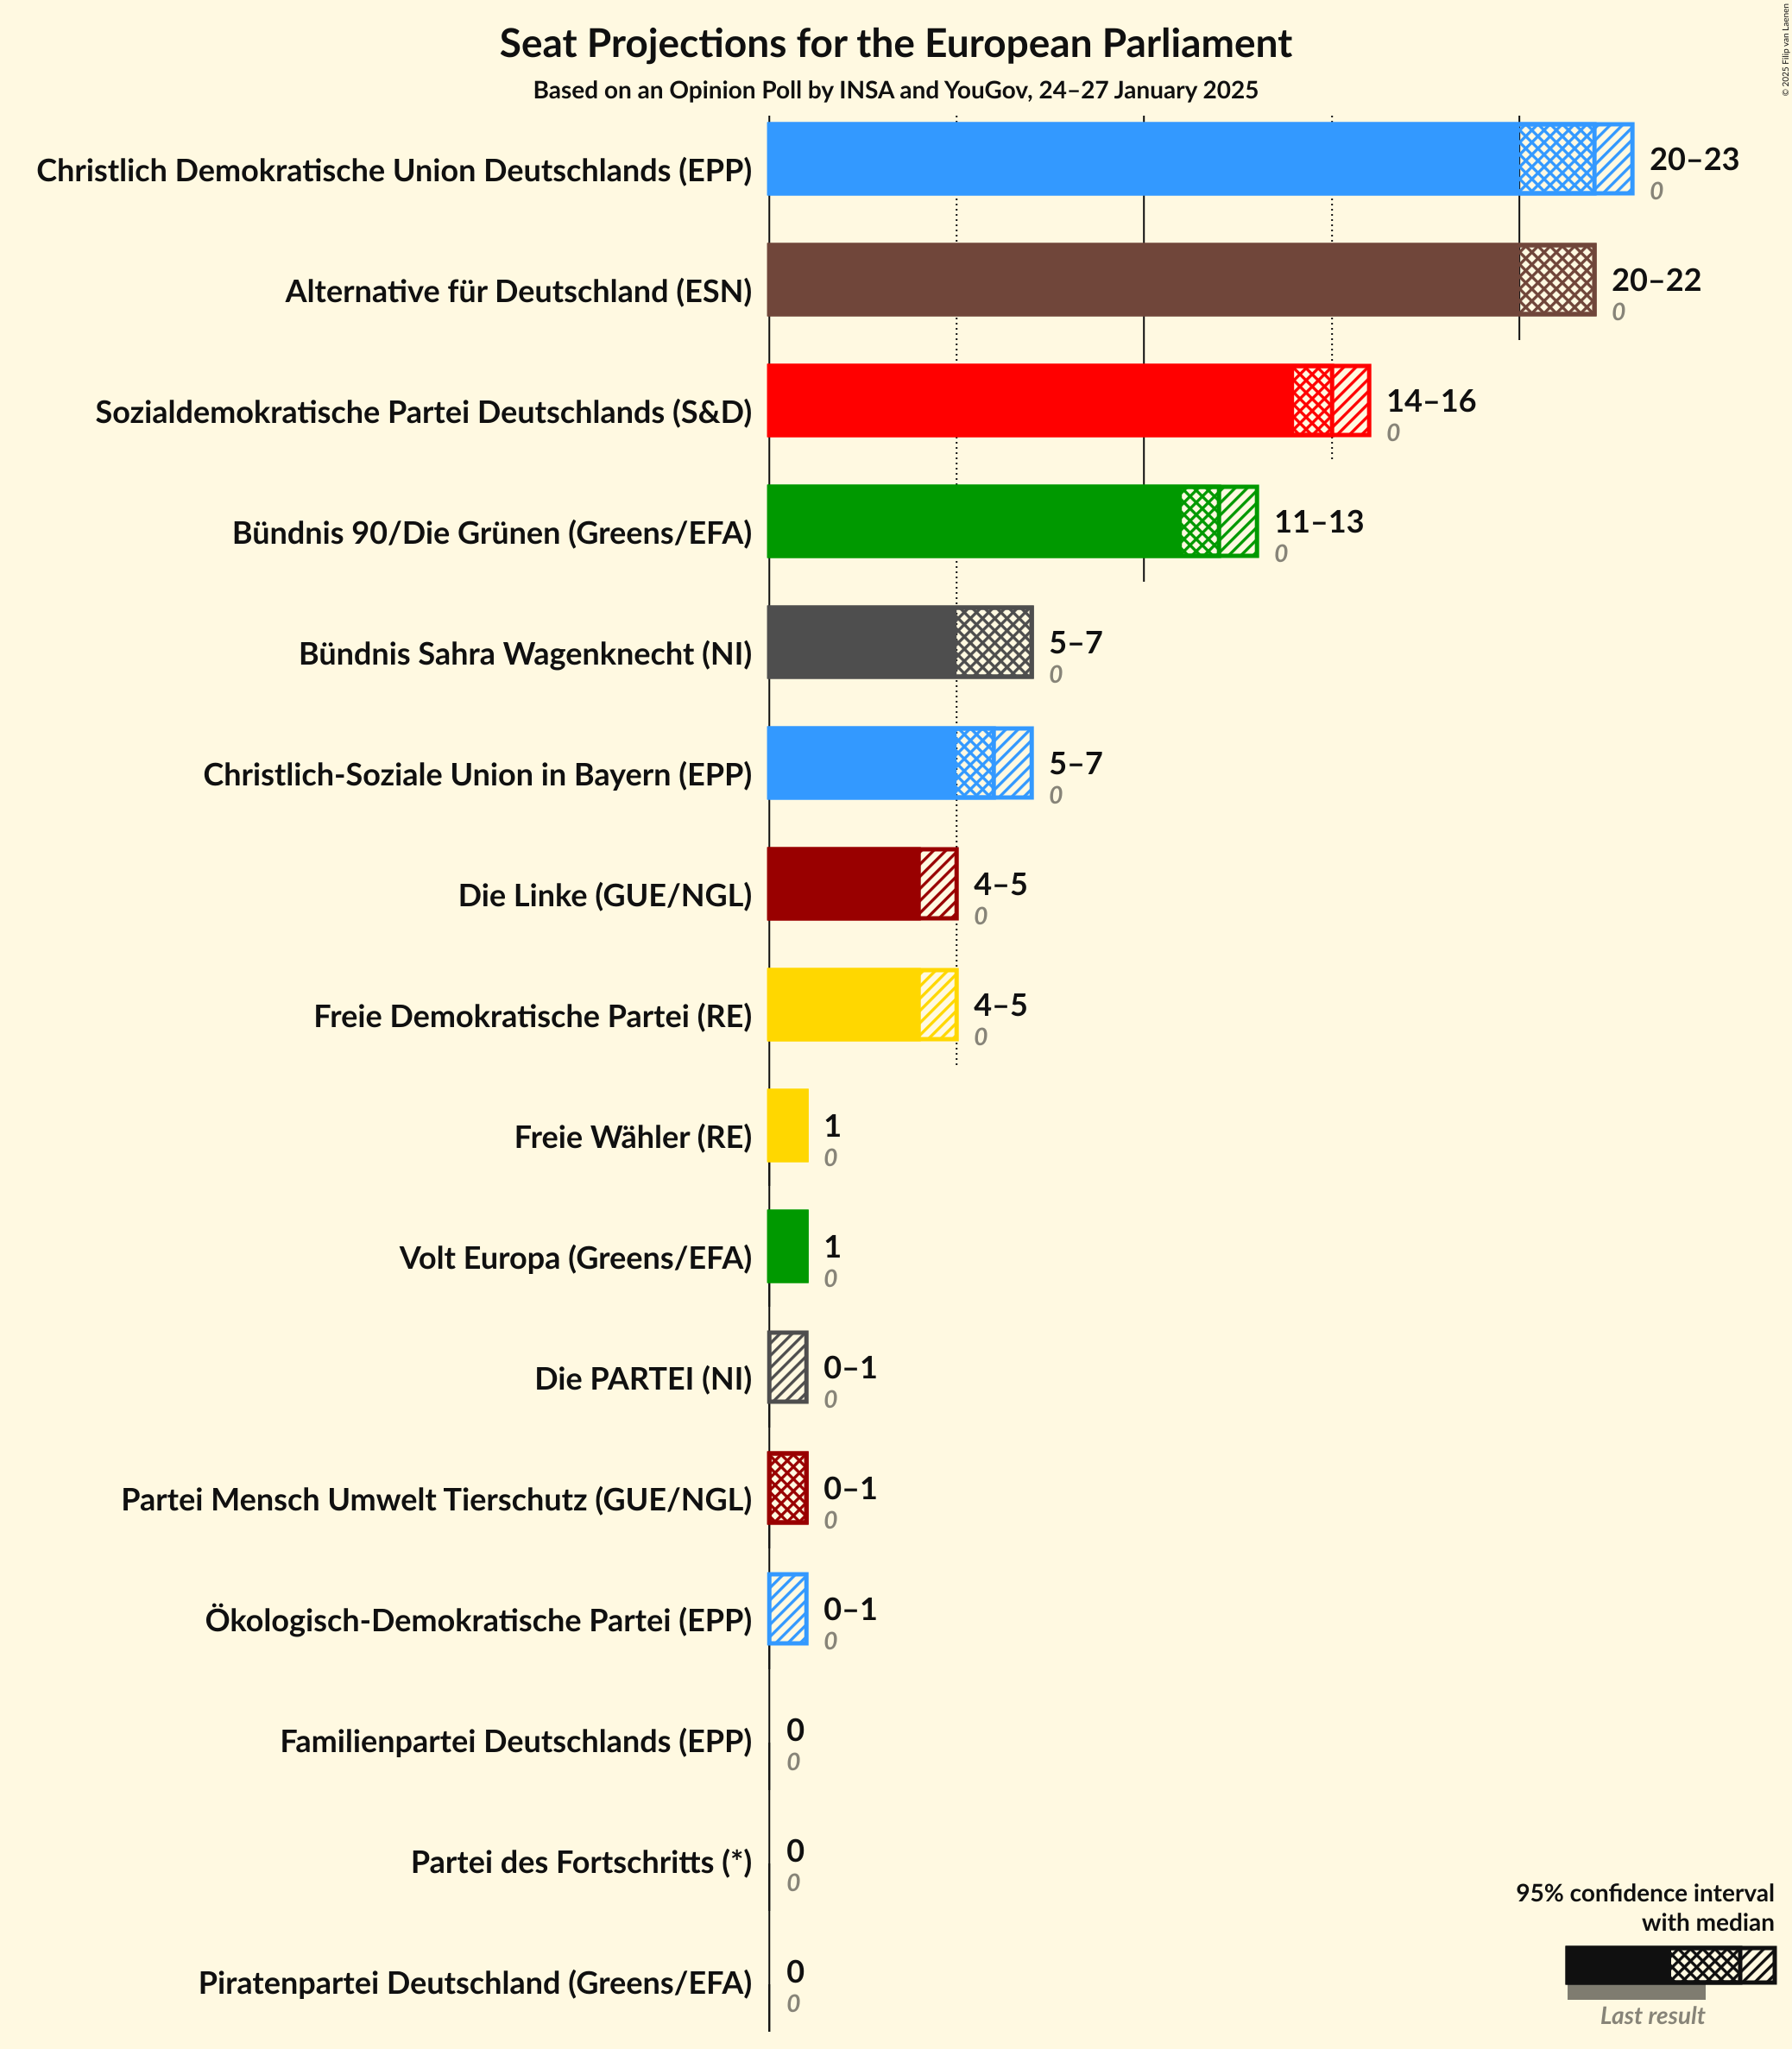 Seat Projections for the European Parliament
Based on an Opinion Poll by INSA and YouGov, 24–27 January 2025
© 2025 Filip van Laenen
Christlich Demokratische Union Deutschlands (EPP)
20–23
0
Alternative für Deutschland (ESN)
20–22
0
Sozialdemokratische Partei Deutschlands (S&D)
14–16
0
Bündnis 90/Die Grünen (Greens/EFA)
11–13
0
Bündnis Sahra Wagenknecht (NI)
5–7
0
Christlich-Soziale Union in Bayern (EPP)
5–7
0
Die Linke (GUE/NGL)
4–5
0
Freie Demokratische Partei (RE)
4–5
0
Freie Wähler (RE)
1
0
Volt Europa (Greens/EFA)
1
0
Die PARTEI (NI)
0–1
0
Partei Mensch Umwelt Tierschutz (GUE/NGL)
0–1
0
Ökologisch-Demokratische Partei (EPP)
0–1
0
Familienpartei Deutschlands (EPP)
0
0
Partei des Fortschritts (*)
0
0
Piratenpartei Deutschland (Greens/EFA)
0
0
95% confidence interval
with median
Last result